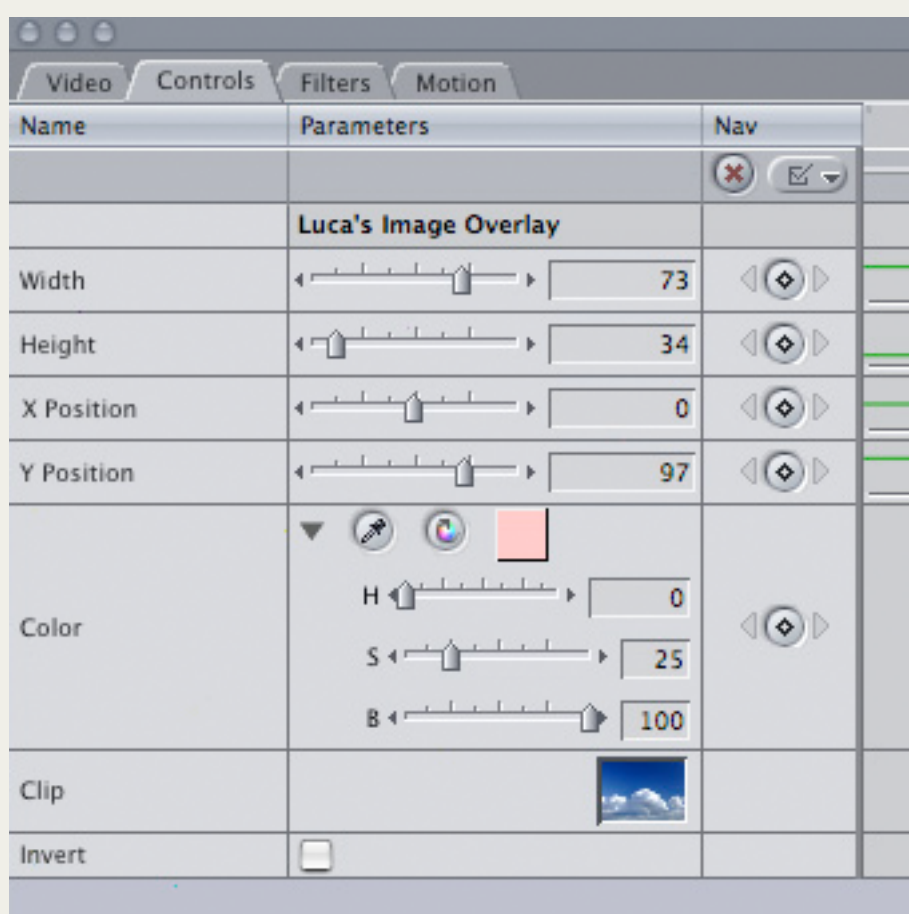 Video Controls Filters Motion
Name Parameters Nav
Luca's Image Overlay
Width 73
Height 34
X Position 0
Y Position 97
Color
H 0
S 25
B 100
Clip
Invert